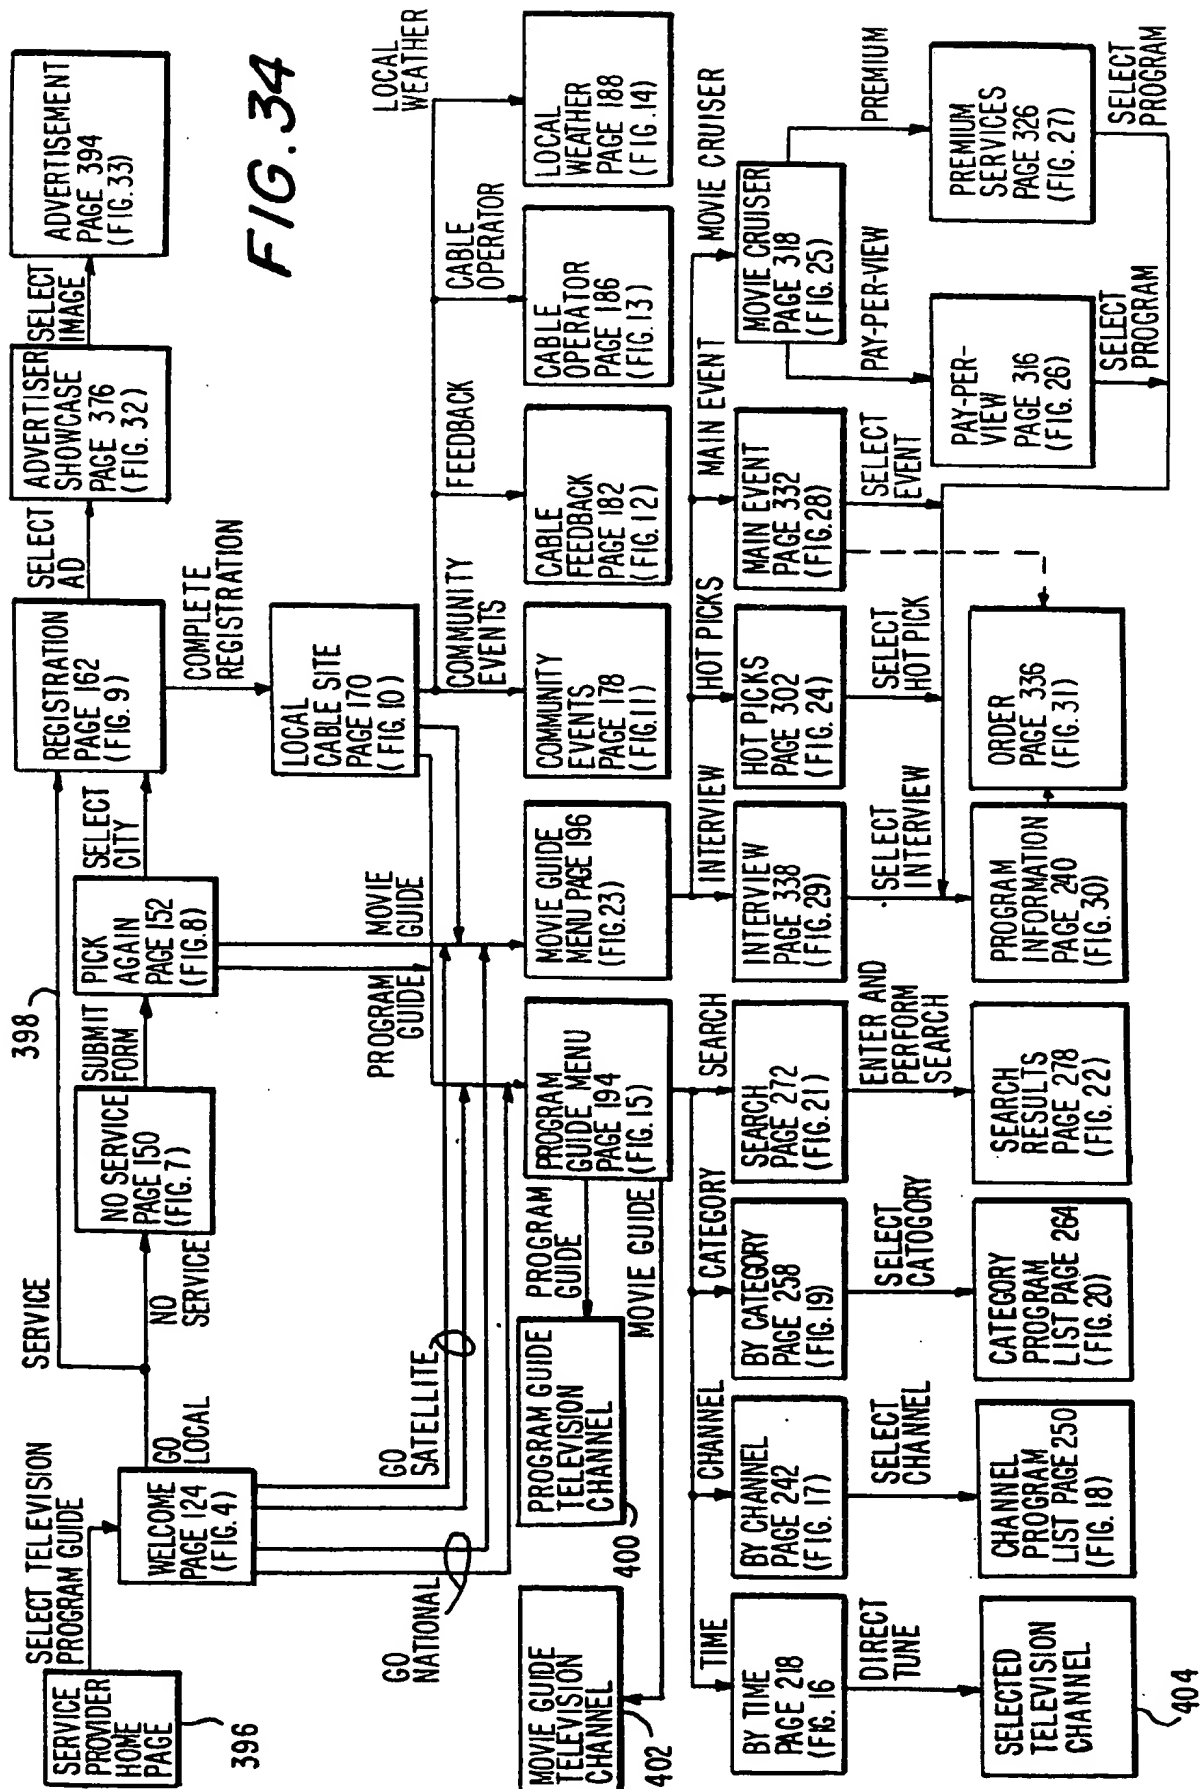 FIG. 34
SELECT TELEVISION
PROGRAM GUIDE
SERVICE
PROVIDER
HOME
PAGE
396
WELCOME
PAGE 124
(FIG. 4)
GO LOCAL
SERVICE
398
NO
SERVICE
NO SERVICE
PAGE 150
(FIG. 7)
SUBMIT
FORM
PICK
AGAIN
PAGE 152
(FIG. 8)
SELECT
CITY
REGISTRATION
PAGE 162
(FIG. 9)
SELECT
AD
ADVERTISER
SHOWCASE
PAGE 376
(FIG. 32)
SELECT
IMAGE
ADVERTISEMENT
PAGE 394
(FIG. 33)
COMPLETE
REGISTRATION
LOCAL
CABLE SITE
PAGE 170
(FIG. 10)
GO
NATIONAL
GO
SATELLITE
PROGRAM
GUIDE
MOVIE
GUIDE
COMMUNITY
EVENTS
FEEDBACK
CABLE
OPERATOR
LOCAL
WEATHER
MOVIE GUIDE
TELEVISION
CHANNEL
402
PROGRAM GUIDE
TELEVISION
CHANNEL
400
PROGRAM
GUIDE
MOVIE GUIDE
PROGRAM
GUIDE MENU
PAGE 194
(FIG. 15)
MOVIE GUIDE
MENU PAGE 196
(FIG. 23)
COMMUNITY
EVENTS
PAGE 178
(FIG. 11)
CABLE
FEEDBACK
PAGE 182
(FIG. 12)
CABLE
OPERATOR
PAGE 186
(FIG. 13)
LOCAL
WEATHER
PAGE 188
(FIG. 14)
TIME
CHANNEL
CATEGORY
SEARCH
INTERVIEW
HOT PICKS
MAIN EVENT
MOVIE CRUISER
BY TIME
PAGE 218
(FIG. 16
BY CHANNEL
PAGE 242
(FIG. 17)
BY CATEGORY
PAGE 258
(FIG. 19)
SEARCH
PAGE 272
(FIG. 21)
INTERVIEW
PAGE 338
(FIG. 29)
HOT PICKS
PAGE 302
(FIG. 24)
MAIN EVENT
PAGE 332
(FIG. 28)
MOVIE CRUISER
PAGE 318
(FIG. 25)
DIRECT
TUNE
SELECT
CHANNEL
SELECT
CATOGORY
ENTER AND
PERFORM
SEARCH
SELECT
INTERVIEW
SELECT
HOT PICK
SELECT
EVENT
PAY-PER-VIEW
PREMIUM
SELECTED
TELEVISION
CHANNEL
404
CHANNEL
PROGRAM
LIST PAGE 250
(FIG. 18)
CATEGORY
PROGRAM
LIST PAGE 264
(FIG. 20)
SEARCH
RESULTS
PAGE 278
(FIG. 22)
PROGRAM
INFORMATION
PAGE 240
(FIG. 30)
ORDER
PAGE 336
(FIG. 31)
PAY-PER-
VIEW
PAGE 316
(FIG. 26)
SELECT
PROGRAM
PREMIUM
SERVICES
PAGE 326
(FIG. 27)
SELECT
PROGRAM